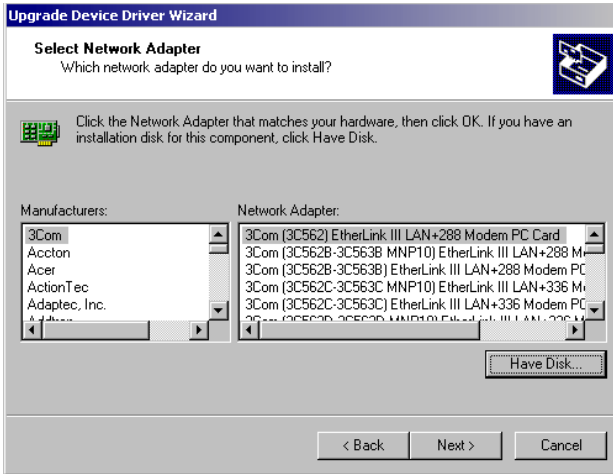 Upgrade Device Driver Wizard
Select Network Adapter
Which network adapter do you want to install?
Click the Network Adapter that matches your hardware, then click OK. If you have an
installation disk for this component, click Have Disk.
Manufacturers:
3Com
Accton
Acer
ActionTec
Adaptec, Inc.
Network Adapter:
3Com (3C562) EtherLink III LAN+288 Modem PC Card
3Com (3C562B-3C563B MNP10) EtherLink III LAN+288 M
3Com (3C562B-3C563B) EtherLink III LAN+288 Modem PC
3Com (3C562C-3C563C MNP10) EtherLink III LAN+336 M
3Com (3C562C-3C563C) EtherLink III LAN+336 Modem PC
Have Disk...
< Back
Next >
Cancel